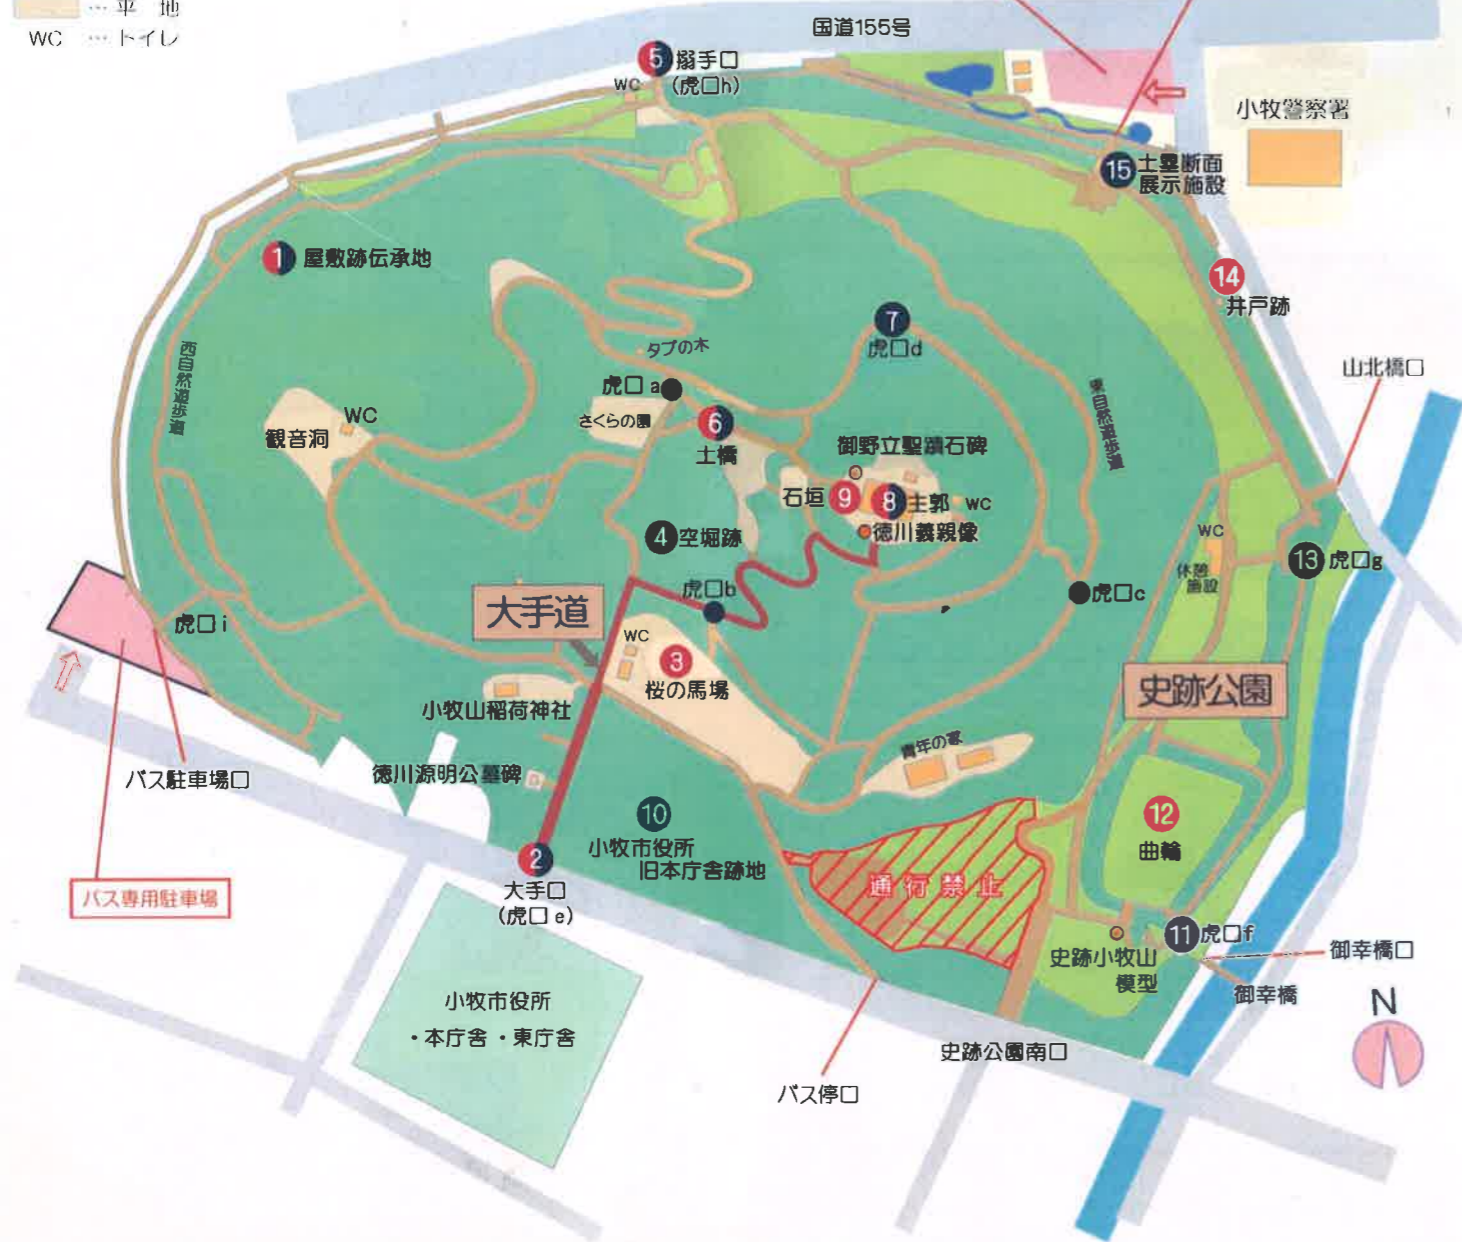 … 平 地
WC … トイレ
国道155号
5 搦手口
(虎口h)
WC
小牧警察署
15 土塁断面
展示施設
1 屋敷跡伝承地
14
井戸跡
7
虎口d
タブの木
西自然遊歩道
東自然遊歩道
山北橋口
虎口a
さくらの園
6
土橋
WC
観音洞
御野立聖蹟石碑
石垣 9
8 主郭 WC
徳川義親像
4 空堀跡
WC
休憩
施設
13 虎口g
虎口b
虎口c
大手道
虎口i
WC
3
桜の馬場
史跡公園
小牧山稲荷神社
青年の家
徳川源明公墓碑
バス駐車場口
10
小牧市役所
旧本庁舎跡地
12
曲輪
2
大手口
(虎口e)
通行禁止
バス専用駐車場
11 虎口f
史跡小牧山
模型
御幸橋口
御幸橋
小牧市役所
・本庁舎・東庁舎
N
史跡公園南口
バス停口